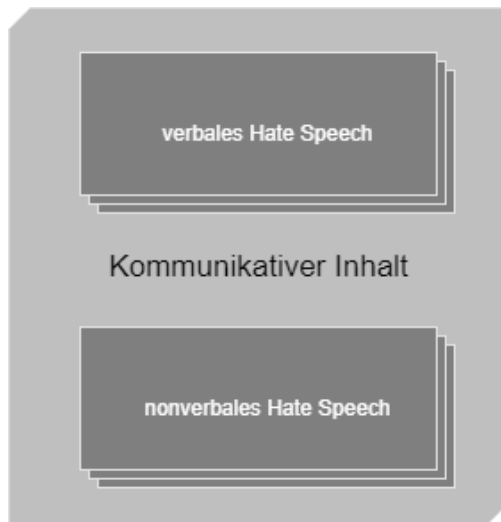 verbales Hate Speech
Kommunikativer Inhalt
nonverbales Hate Speech